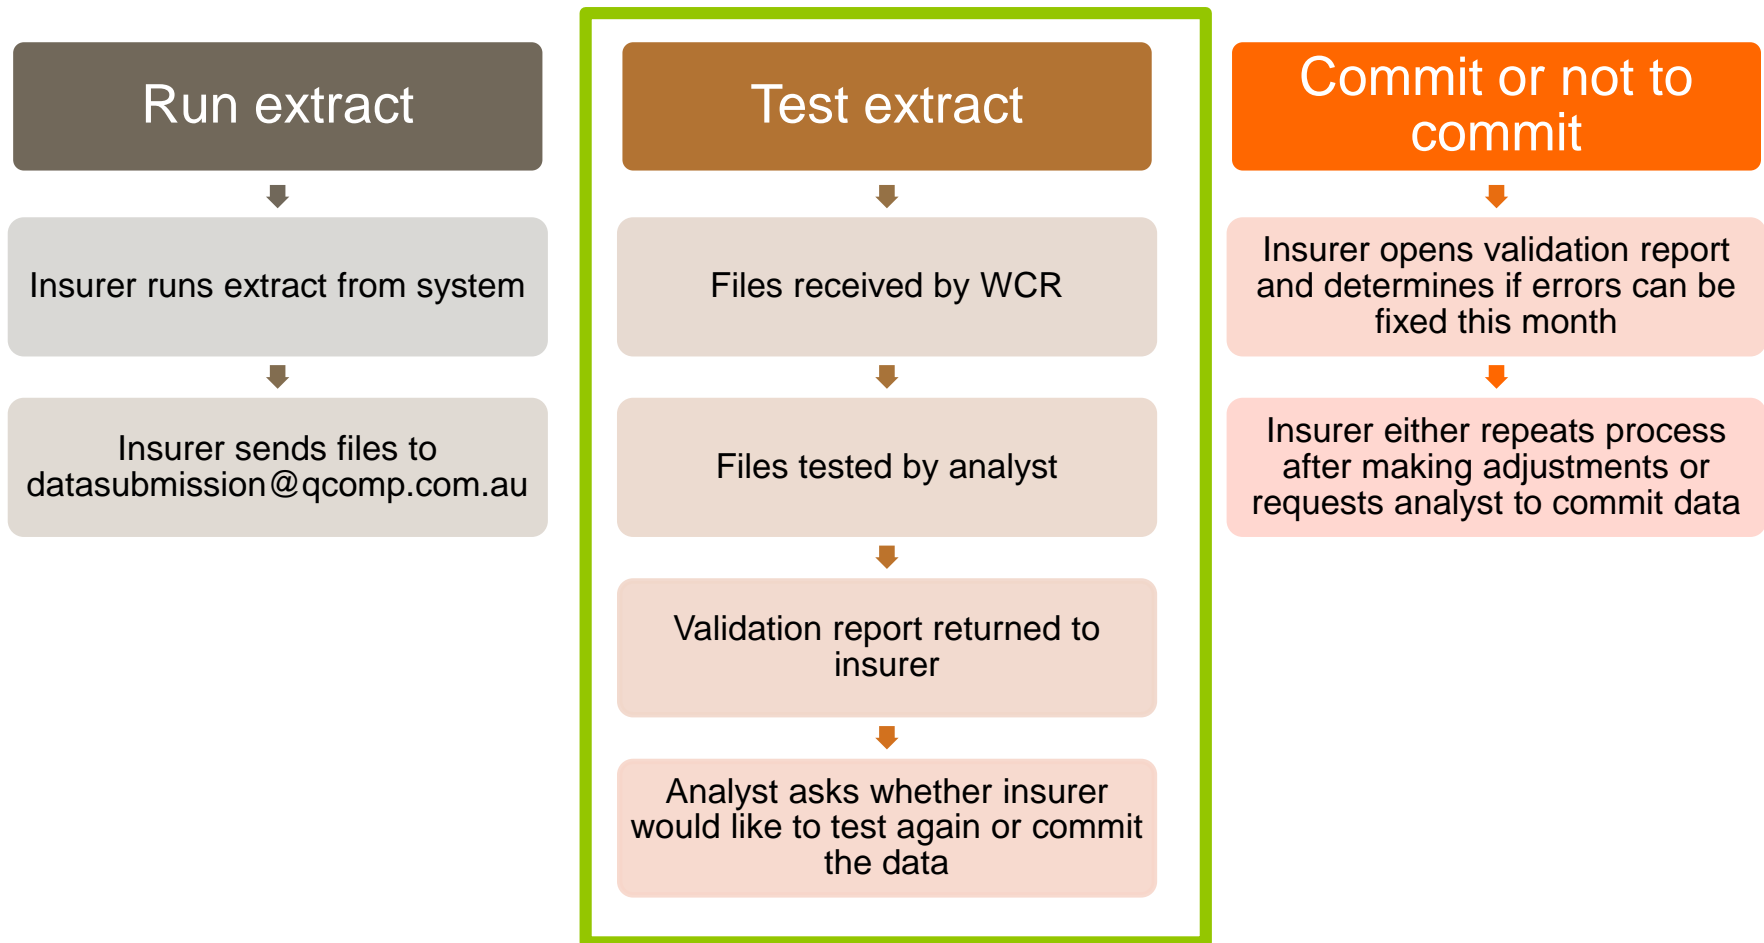 Run extract
Insurer runs extract from system
Insurer sends files to
datasubmission@qcomp.com.au
Test extract
Files received by WCR
Files tested by analyst
Validation report returned to
insurer
Analyst asks whether insurer
would like to test again or commit
the data
Commit or not to
commit
Insurer opens validation report
and determines if errors can be
fixed this month
Insurer either repeats process
after making adjustments or
requests analyst to commit data